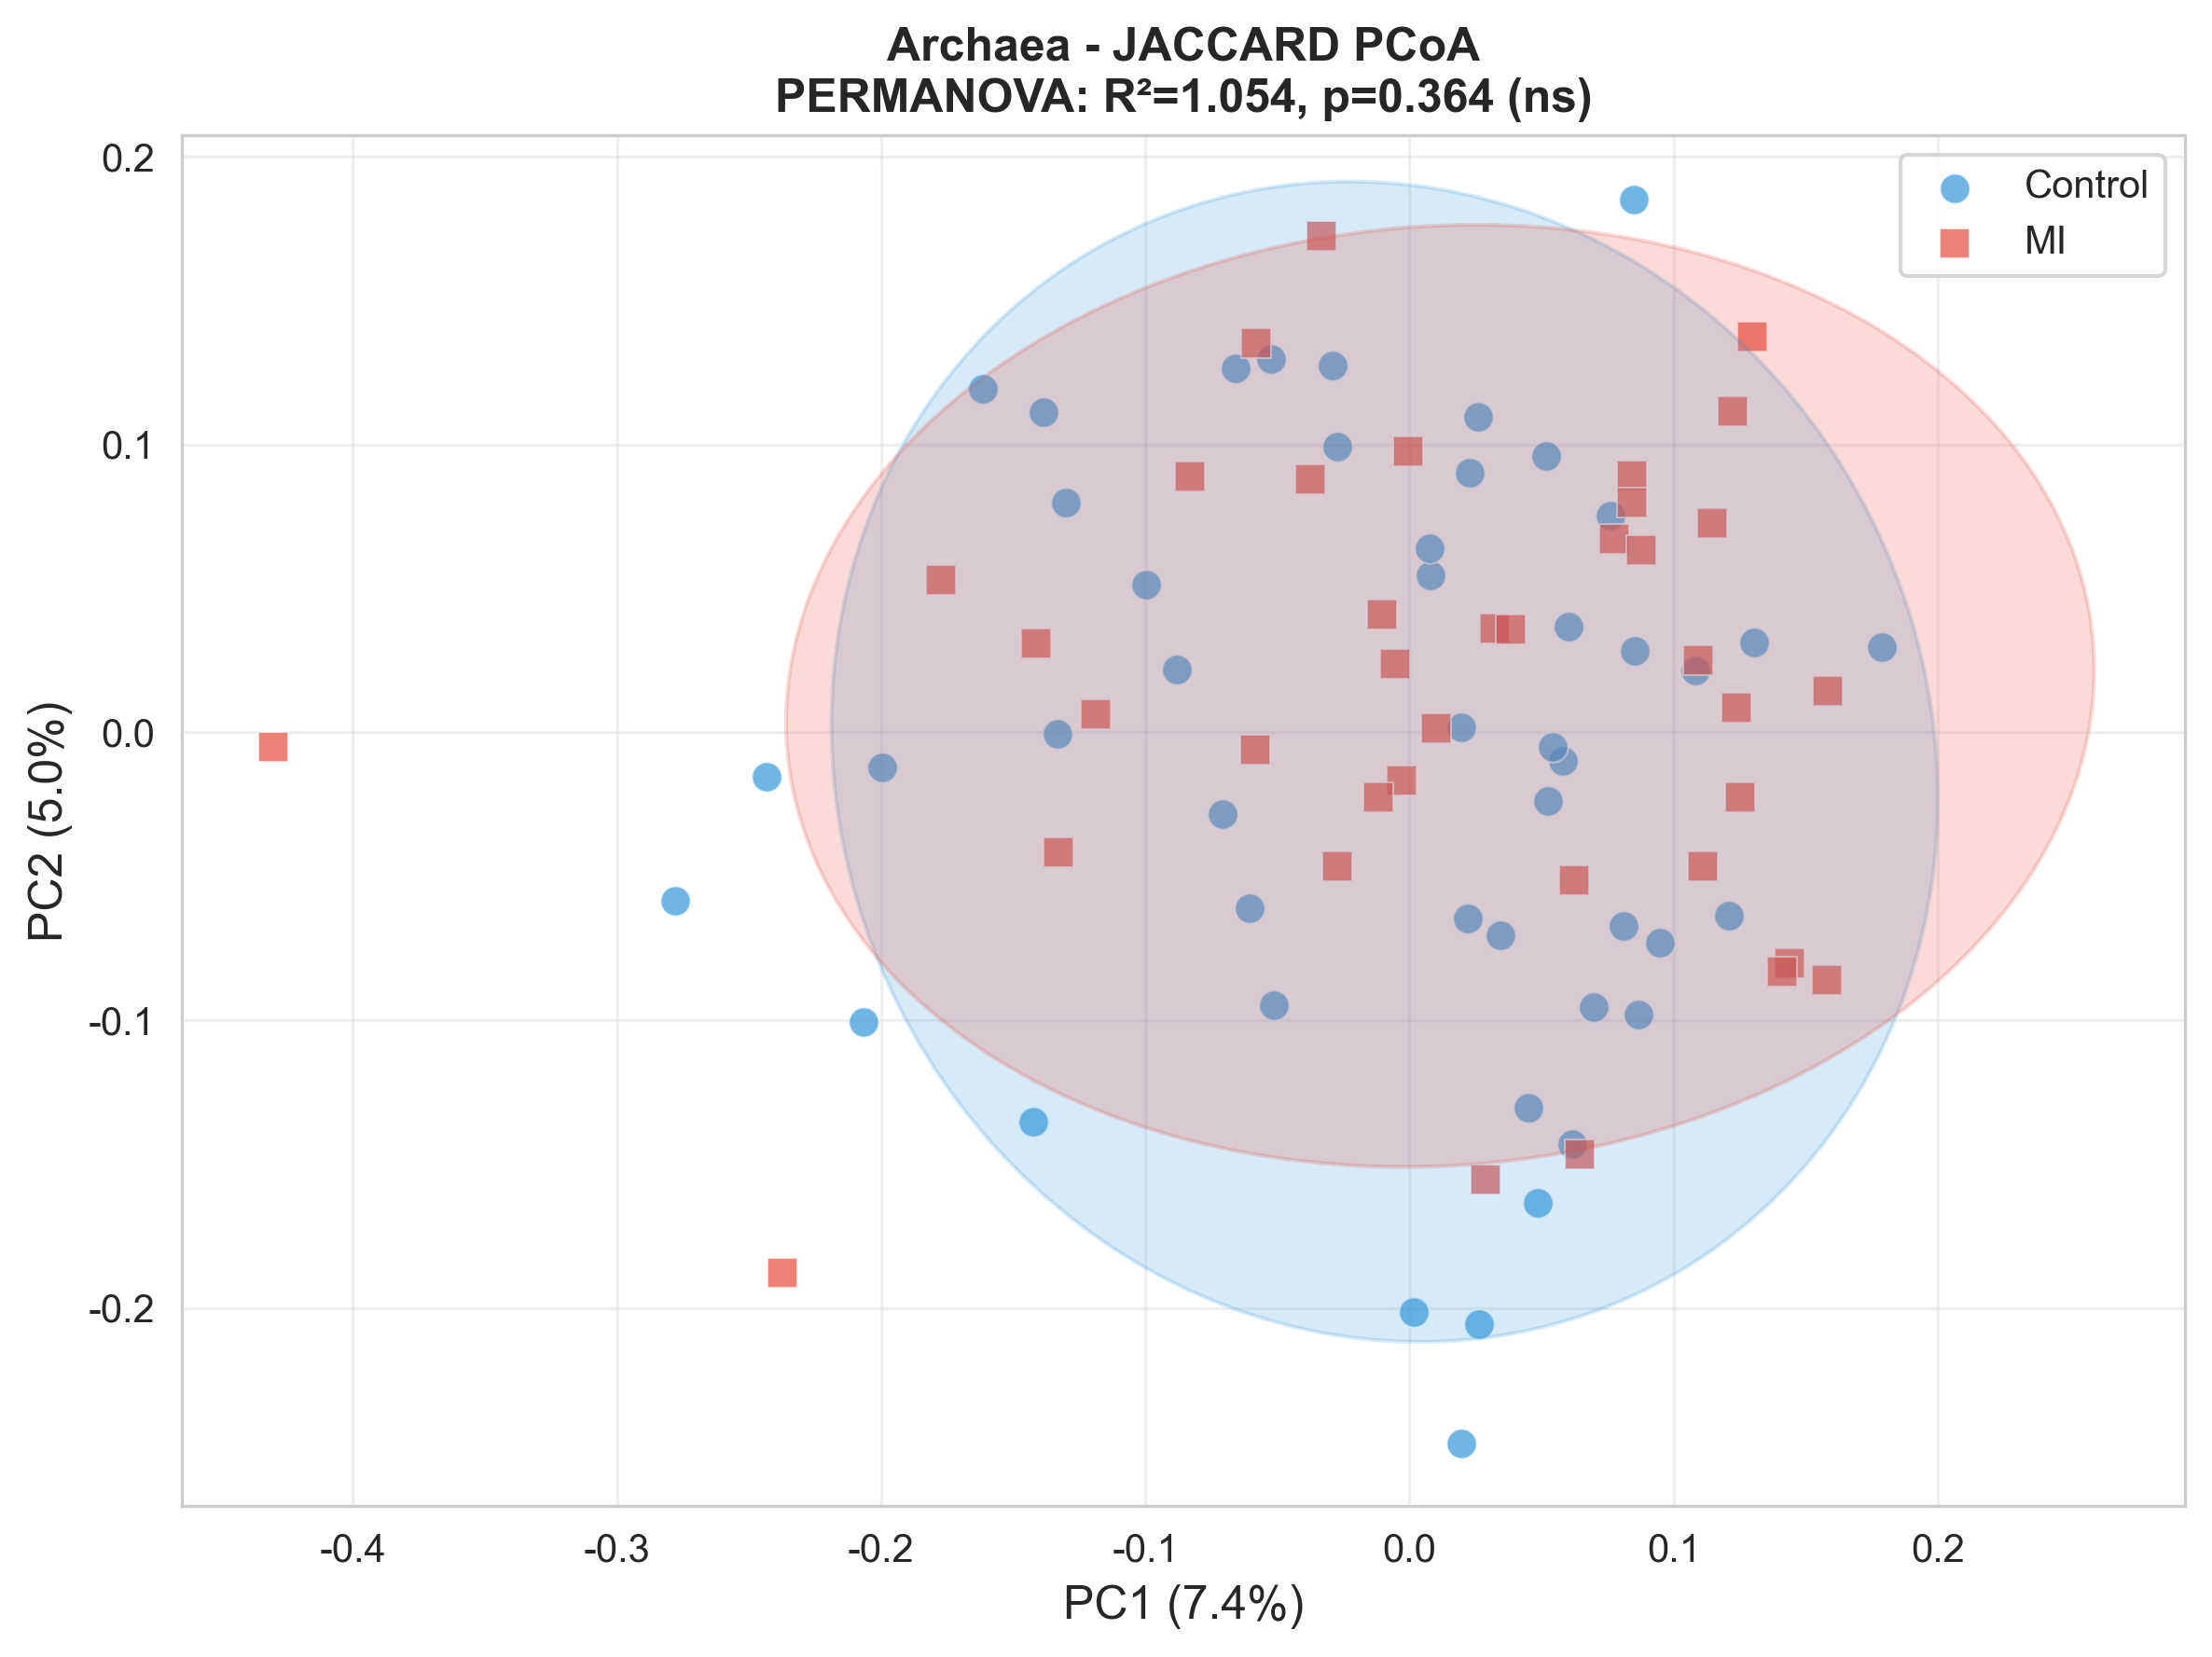 Archaea - JACCARD PCoA
PERMANOVA: R²=1.054, p=0.364 (ns)
Control
MI
0.2
0.1
0.0
-0.1
-0.2
PC2 (5.0%)
-0.4
-0.3
-0.2
-0.1
0.0
0.1
0.2
PC1 (7.4%)